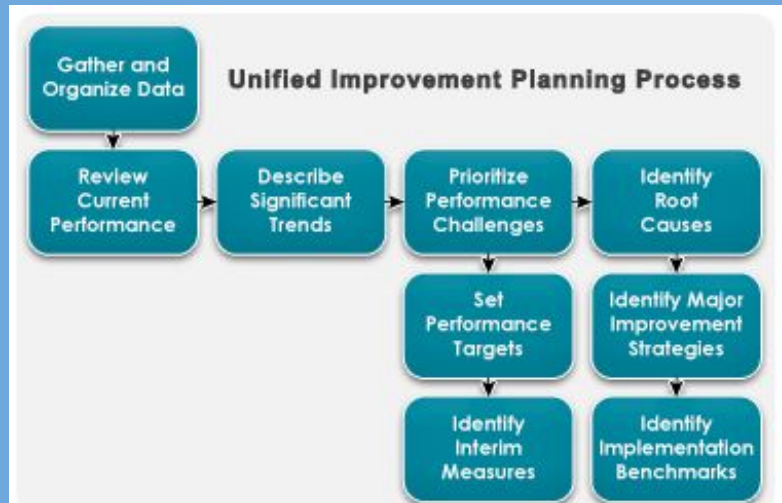 Gather and
Organize Data
Unified Improvement Planning Process
Review
Current
Performance
Describe
Significant
Trends
Prioritize
Performance
Challenges
Identify
Root
Causes
Set
Performance
Targets
Identify Major
Improvement
Strategies
Identify
Interim
Measures
Identify
Implementation
Benchmarks